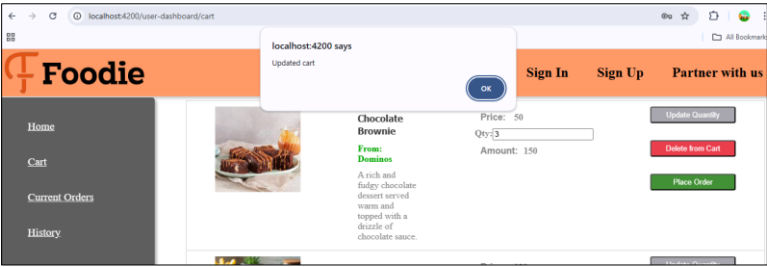 localhost:4200/user-dashboard/cart
All Bookmarks
localhost:4200 says
Updated cart
OK
Foodie
Sign In
Sign Up
Partner with us
Home
Cart
Current Orders
History
Chocolate
Brownie
From:
Dominos
A rich and
fudgy chocolate
dessert served
warm and
topped with a
drizzle of
chocolate sauce.
Price: 50
Qty: 3
Amount: 150
Update Quantity
Delete from Cart
Place Order